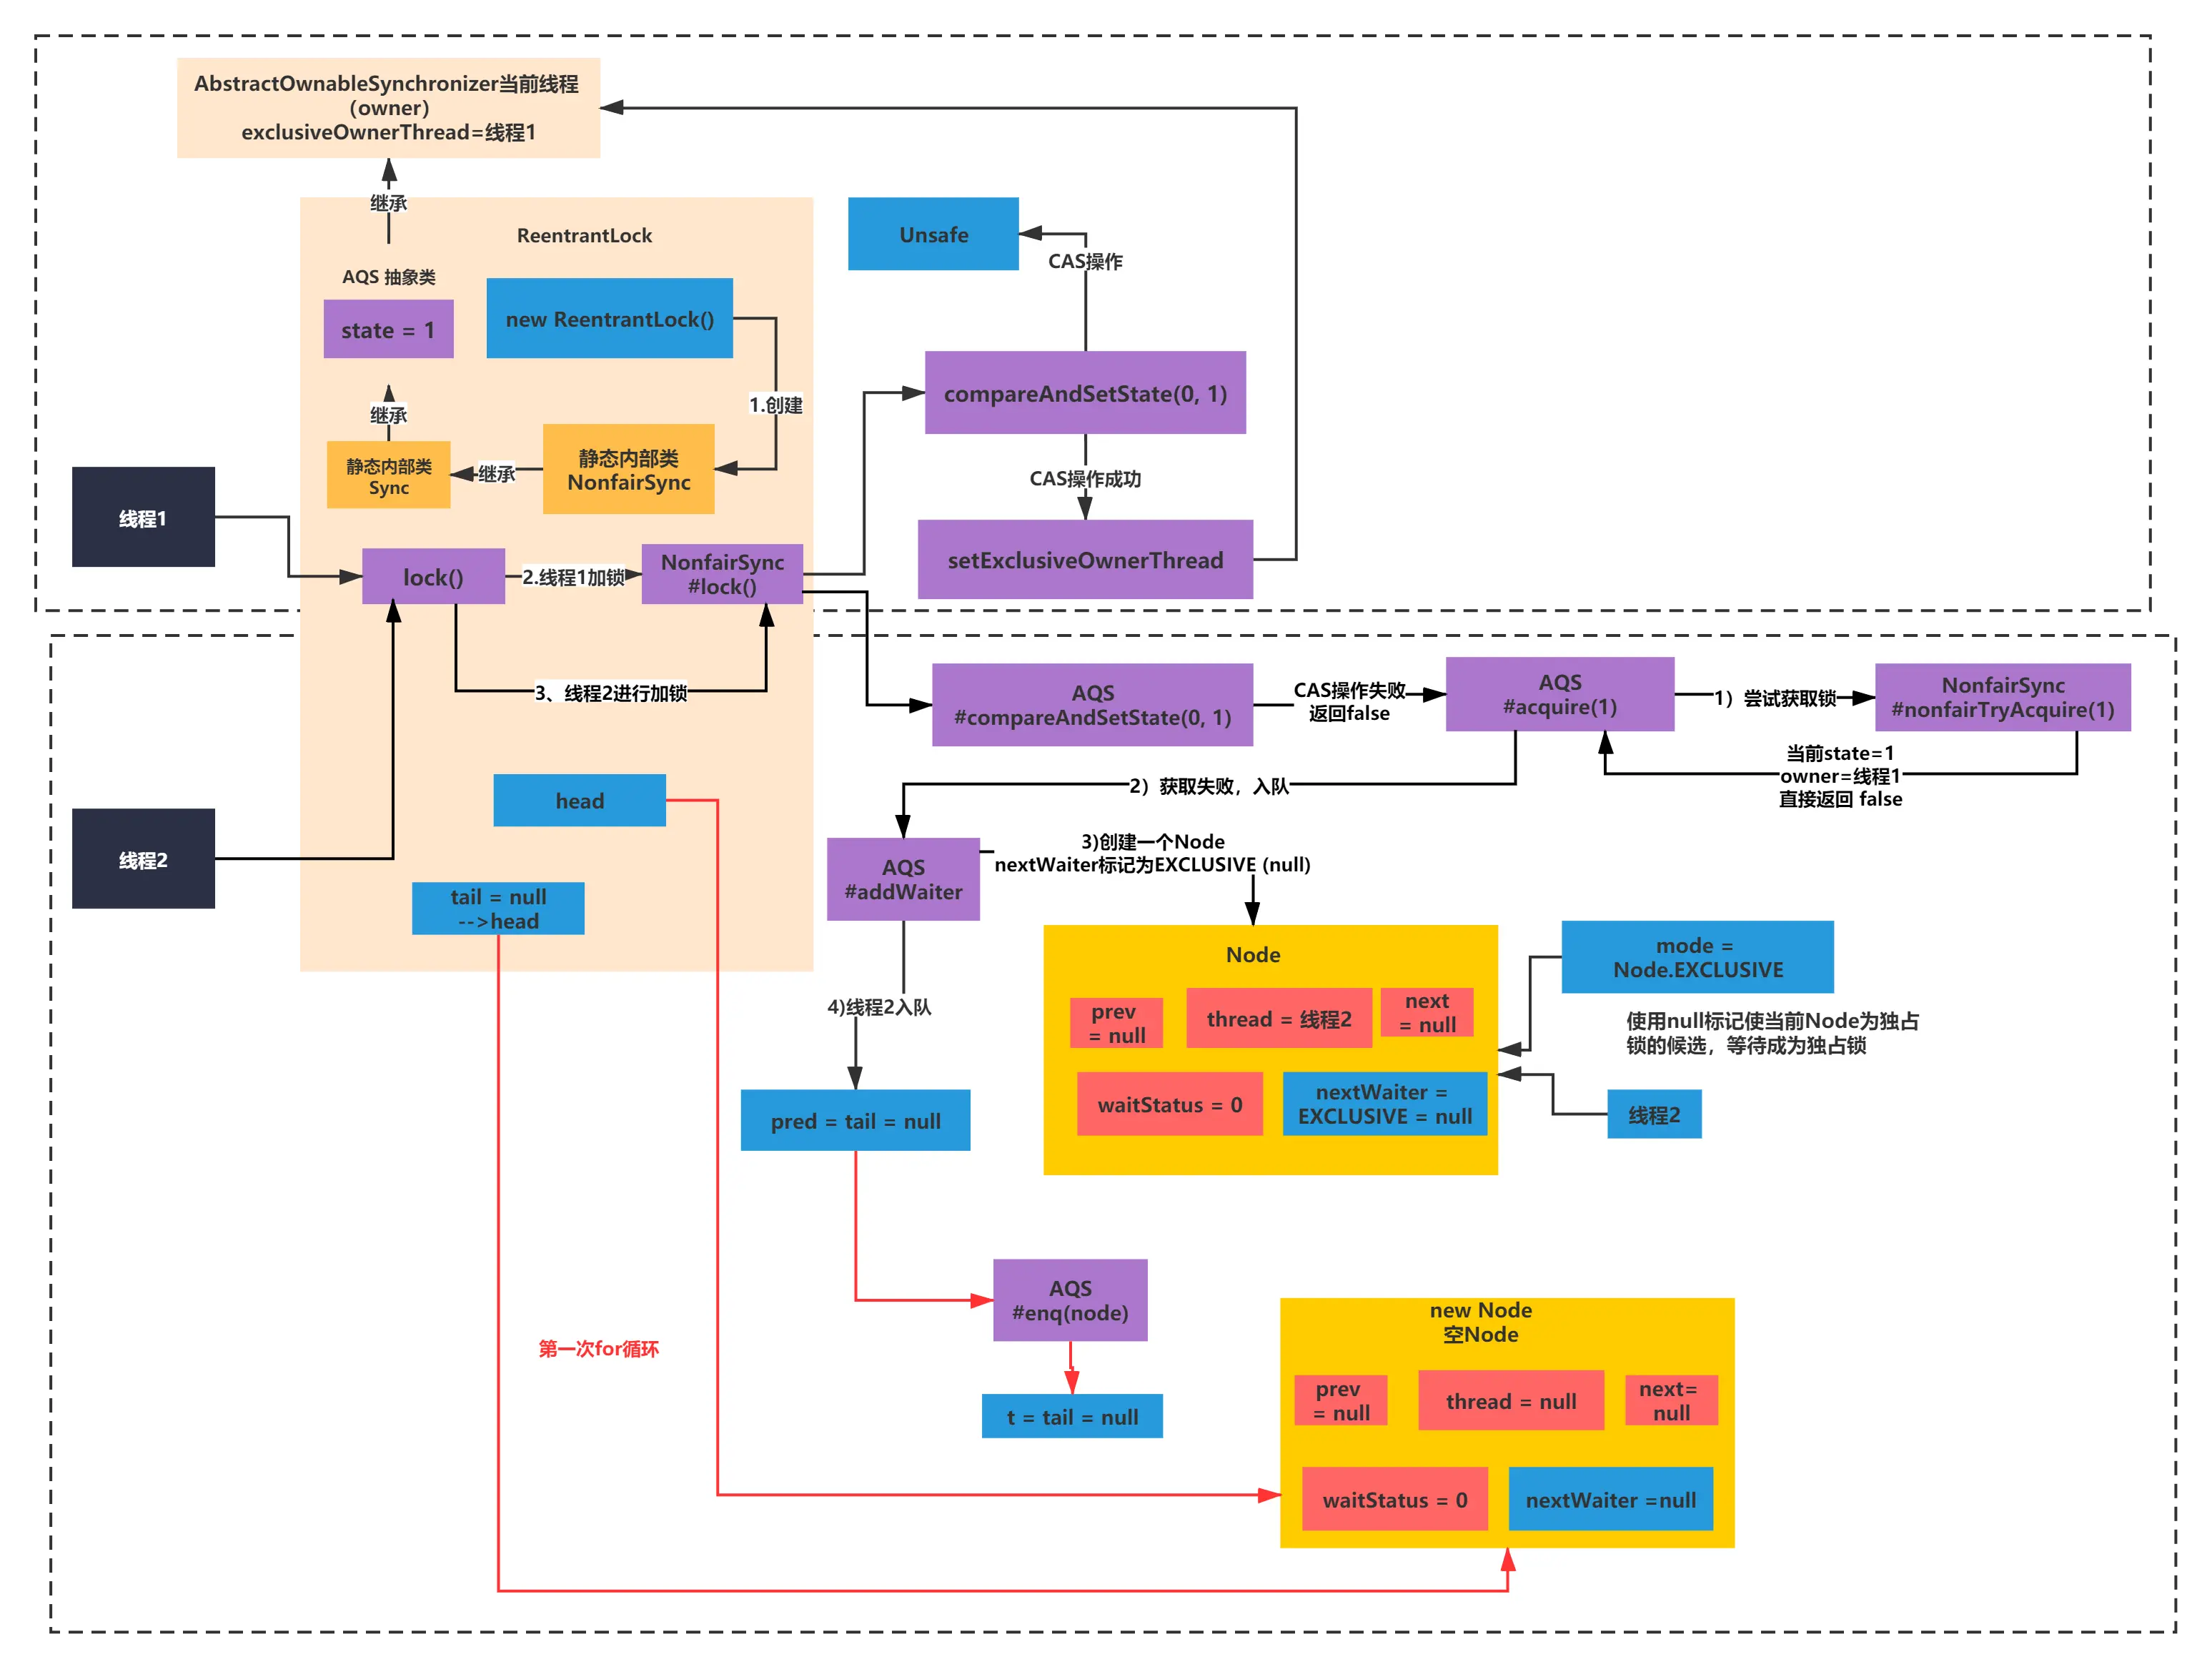 AbstractOwnableSynchronizer当前线程
(owner)
exclusiveOwnerThread=线程1
继承
ReentrantLock
AQS 抽象类
state = 1
new ReentrantLock()
1.创建
继承
静态内部类
Sync
继承
静态内部类
NonfairSync
Unsafe
CAS操作
compareAndSetState(0, 1)
CAS操作成功
setExclusiveOwnerThread
线程1
lock()
2.线程1加锁
NonfairSync
#lock()
3、线程2进行加锁
AQS
#compareAndSetState(0, 1)
CAS操作失败
返回false
AQS
#acquire(1)
1）尝试获取锁
NonfairSync
#nonfairTryAcquire(1)
当前state=1
owner=线程1
直接返回 false
2）获取失败，入队
head
线程2
tail = null
-->head
AQS
#addWaiter
3)创建一个Node
nextWaiter标记为EXCLUSIVE (null)
4)线程2入队
Node
prev
= null
thread = 线程2
next
= null
waitStatus = 0
nextWaiter =
EXCLUSIVE = null
mode =
Node.EXCLUSIVE
使用null标记使当前Node为独占
锁的候选，等待成为独占锁
线程2
pred = tail = null
AQS
#enq(node)
第一次for循环
t = tail = null
new Node
空Node
prev
= null
thread = null
next=
null
waitStatus = 0
nextWaiter =null